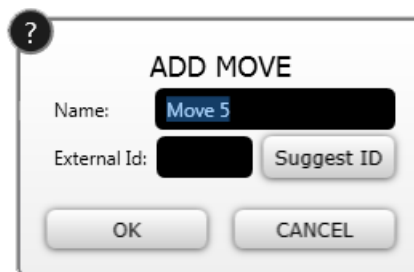 ?
ADD MOVE
Name: Move 5
External Id: Suggest ID
OK CANCEL